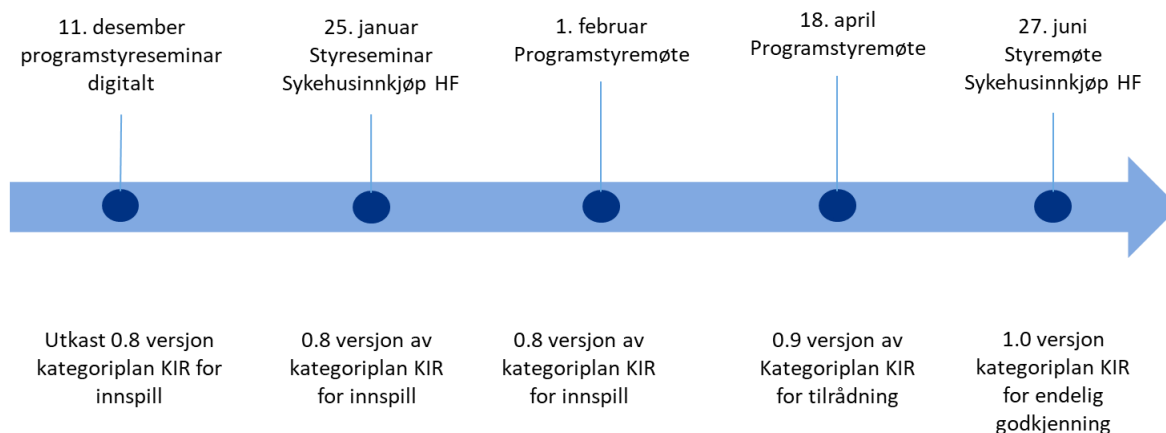 11. desember
programstyreseminar
digitalt
25. januar
Styreseminar
Sykehusinnkjøp HF
1. februar
Programstyremøte
18. april
Programstyremøte
27. juni
Styremøte
Sykehusinnkjøp HF
Utkast 0.8 versjon
kategoriplan KIR for
innspill
0.8 versjon av
kategoriplan KIR
for innspill
0.8 versjon av
kategoriplan KIR
for innspill
0.9 versjon av
Kategoriplan KIR
for tilrådning
1.0 versjon
kategoriplan KIR
for endelig
godkjenning